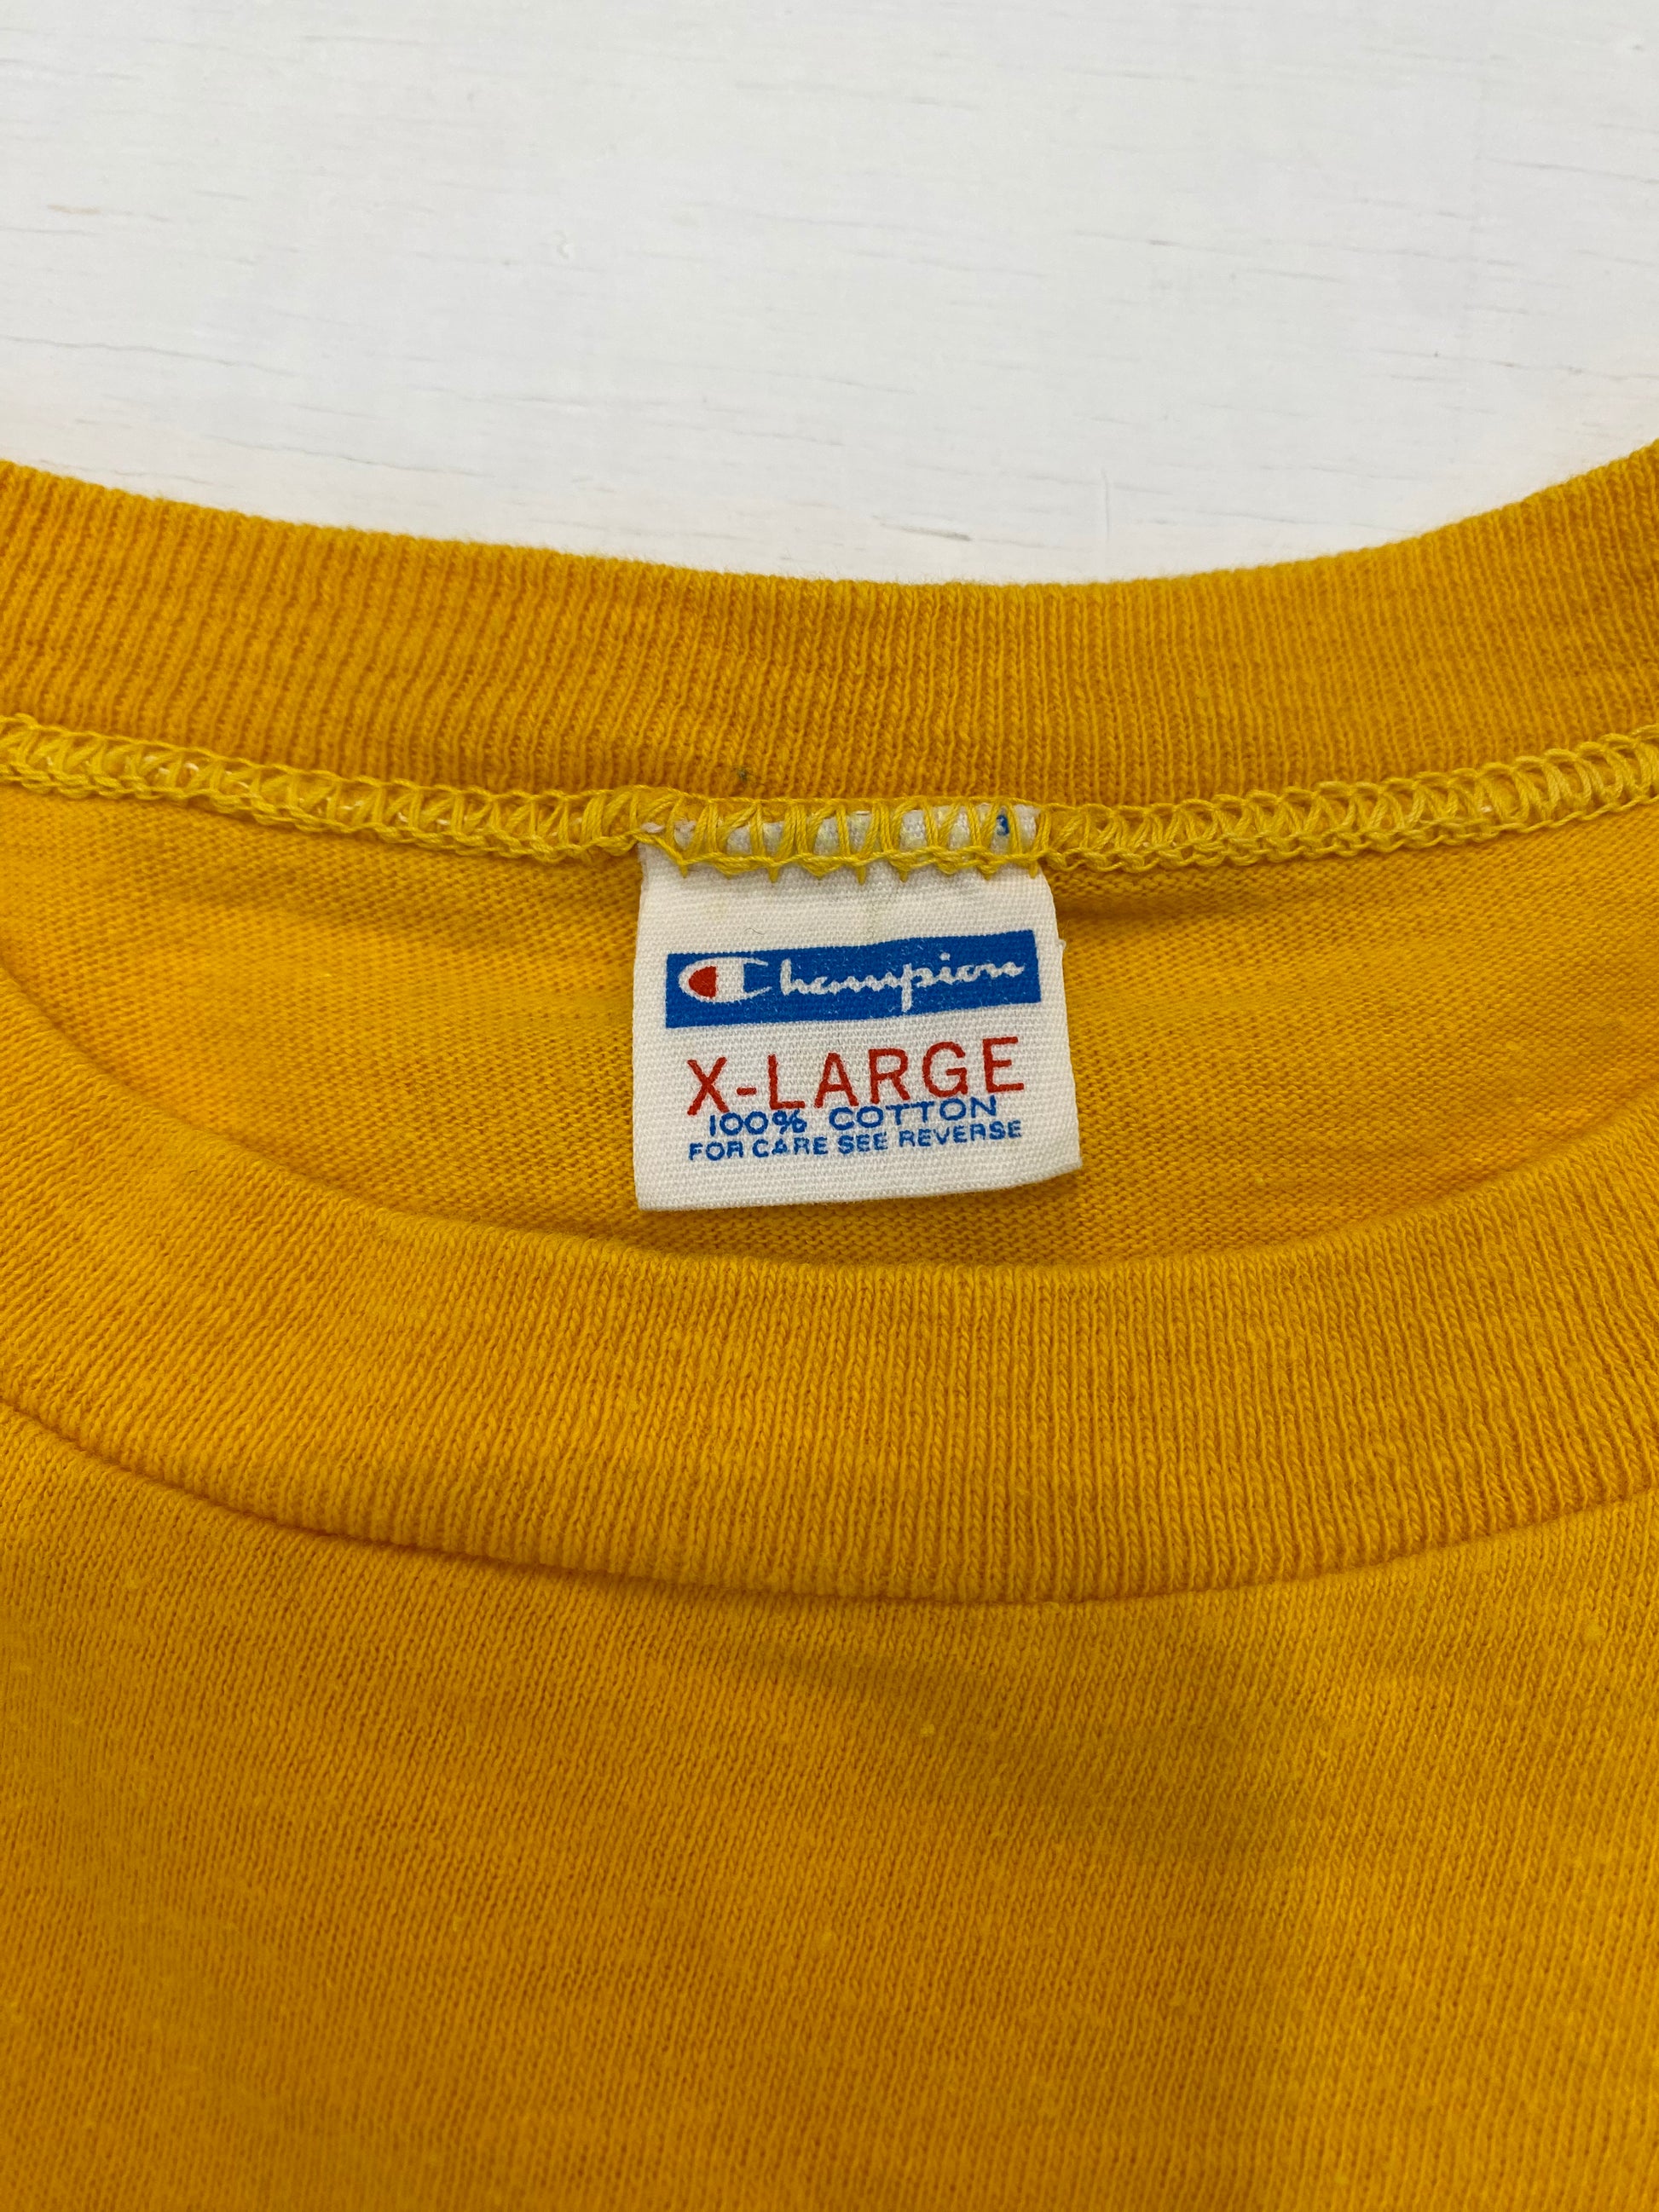 Champion
X-LARGE
100% COTTON
FOR CARE SEE REVERSE